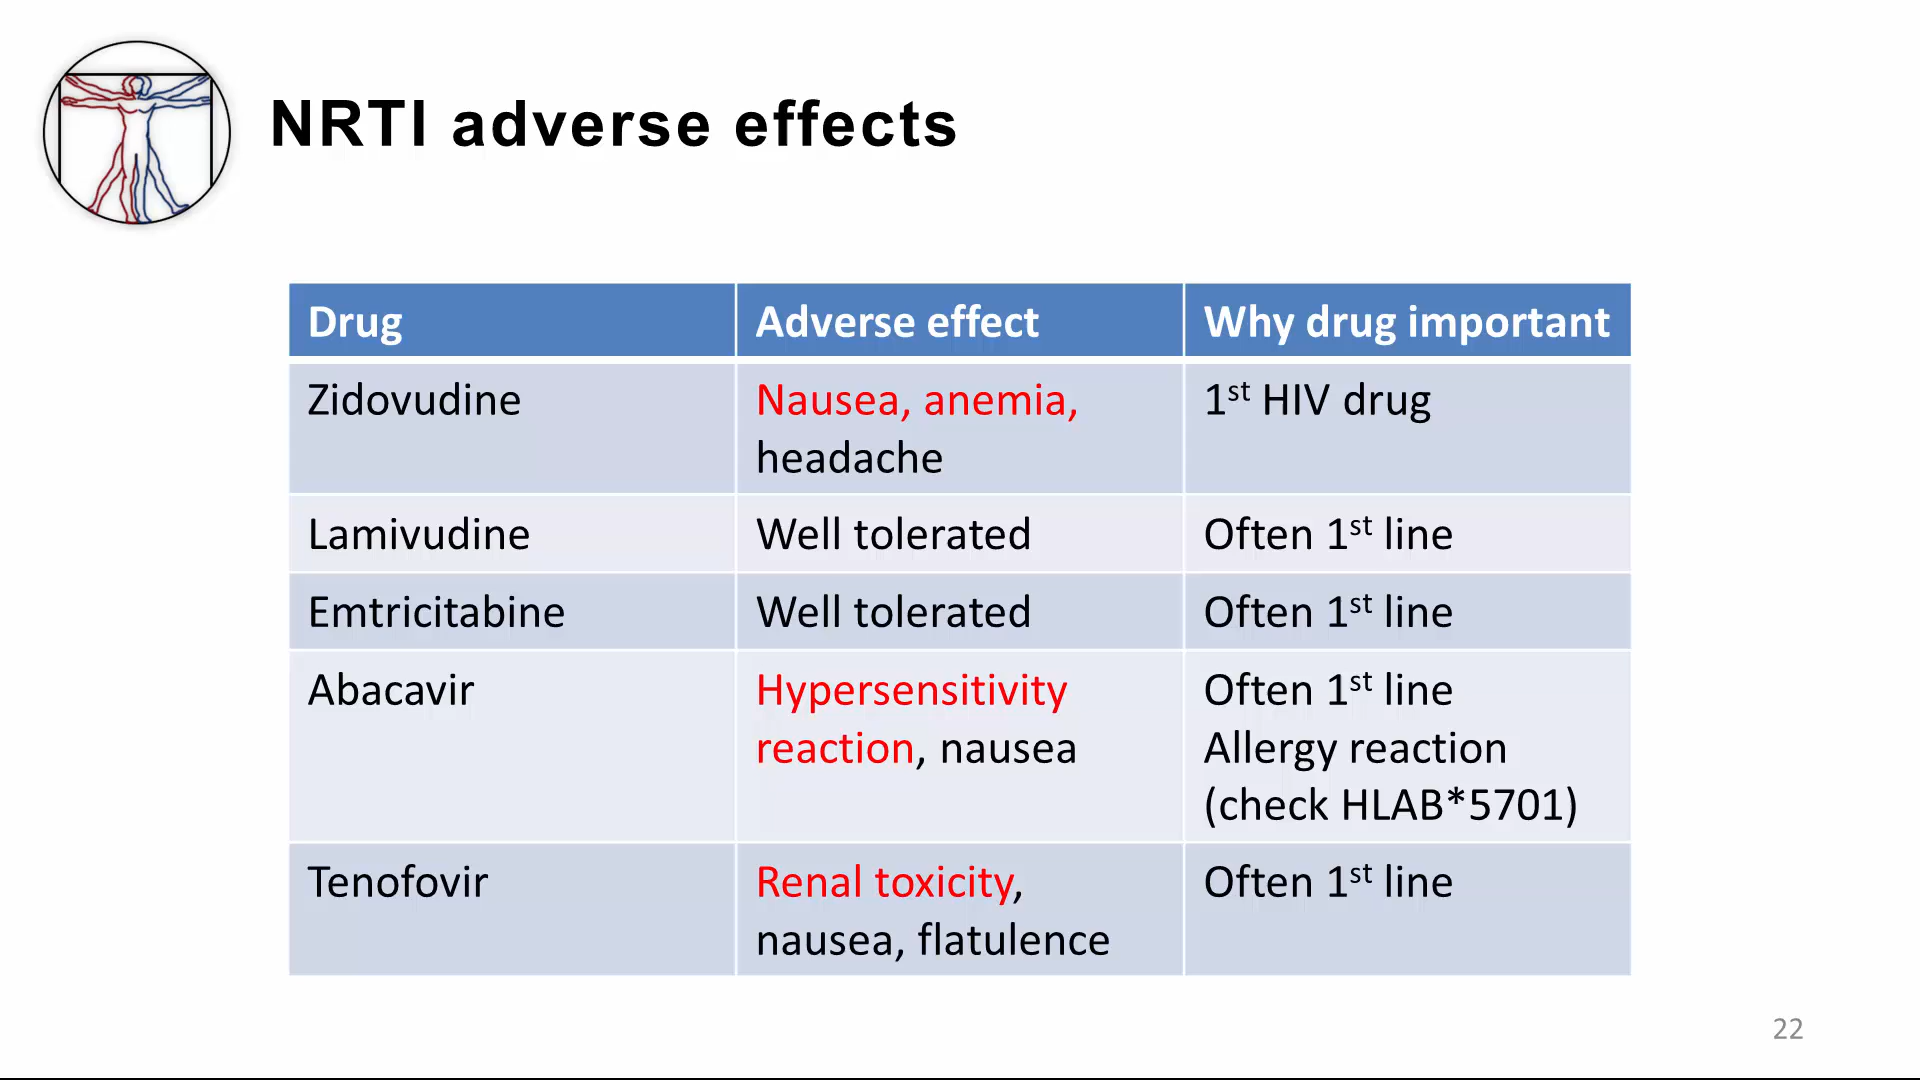 NRTI adverse effects
Drug
Adverse effect
Why drug important
Zidovudine
Nausea, anemia,
headache
1st HIV drug
Lamivudine
Well tolerated
Often 1st line
Emtricitabine
Well tolerated
Often 1st line
Abacavir
Hypersensitivity
reaction, nausea
Often 1st line
Allergy reaction
(check HLAB*5701)
Tenofovir
Renal toxicity,
nausea, flatulence
Often 1st line
22